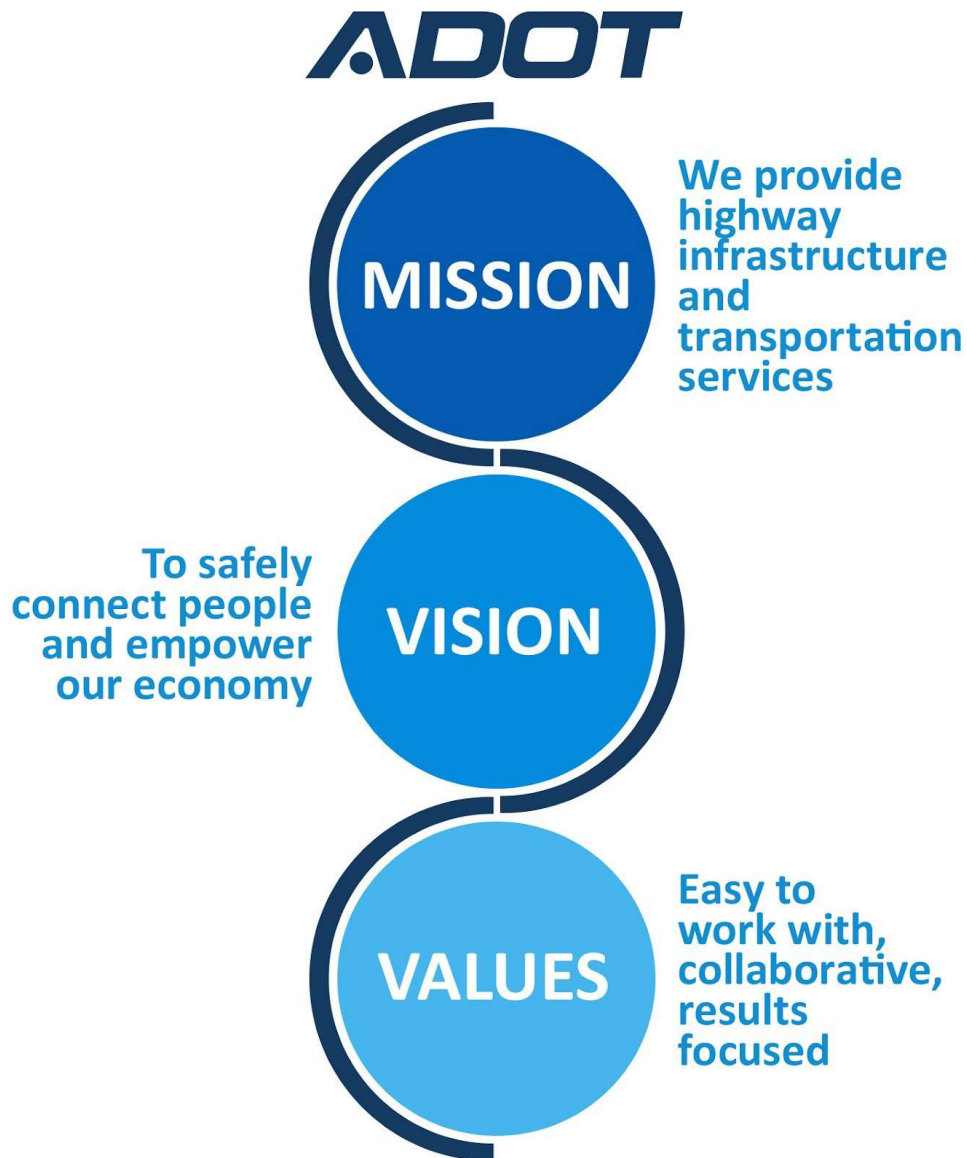 ADOT
MISSION
We provide
highway
infrastructure
and
transportation
services
VISION
To safely
connect people
and empower
our economy
VALUES
Easy to
work with,
collaborative,
results
focused